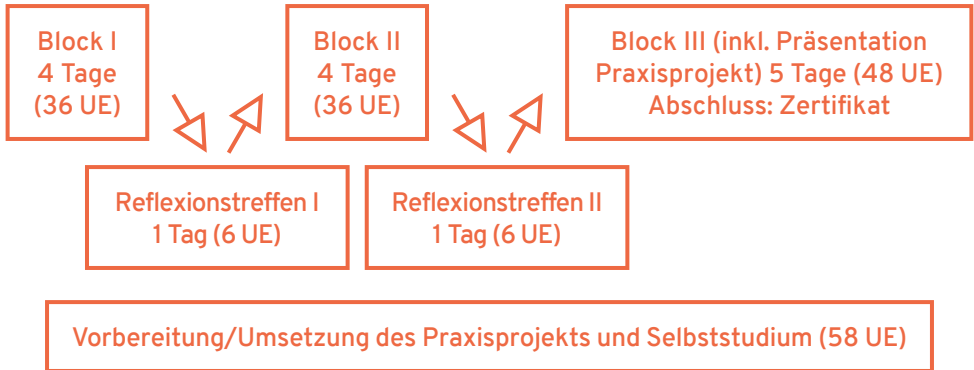 Block I
4 Tage
(36 UE)
Block II
4 Tage
(36 UE)
Block III (inkl. Präsentation
Praxisprojekt) 5 Tage (48 UE)
Abschluss: Zertifikat
Reflexionstreffen I
1 Tag (6 UE)
Reflexionstreffen II
1 Tag (6 UE)
Vorbereitung/Umsetzung des Praxisprojekts und Selbststudium (58 UE)